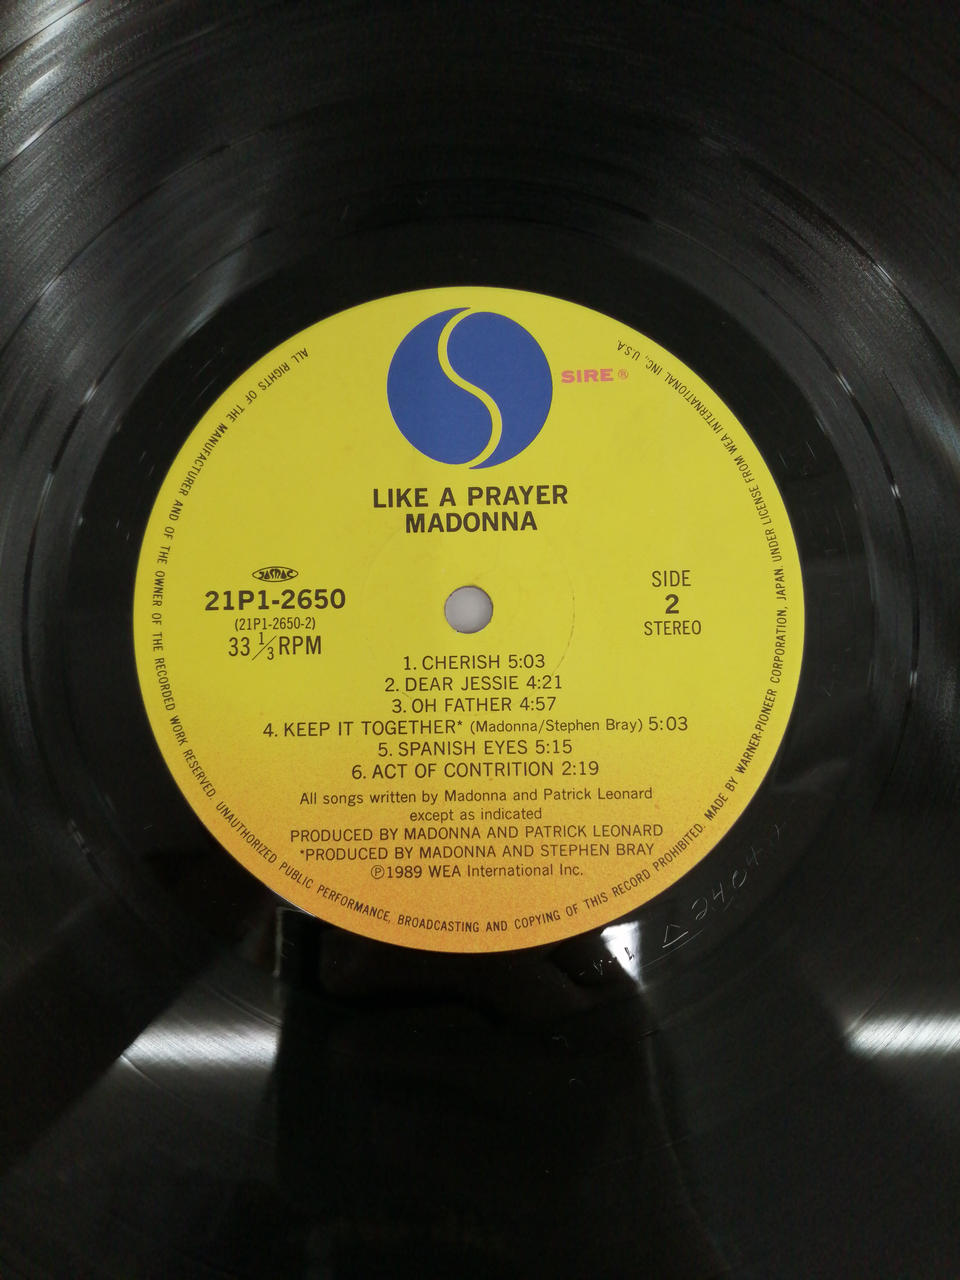 SIRE ®
LIKE A PRAYER
MADONNA
JASRAC
21P1-2650
(21P1-2650-2)
33 1/3 RPM
SIDE
2
STEREO
1. CHERISH 5:03
2. DEAR JESSIE 4:21
3. OH FATHER 4:57
4. KEEP IT TOGETHER* (Madonna/Stephen Bray) 5:03
5. SPANISH EYES 5:15
6. ACT OF CONTRITION 2:19
All songs written by Madonna and Patrick Leonard
except as indicated
PRODUCED BY MADONNA AND PATRICK LEONARD
*PRODUCED BY MADONNA AND STEPHEN BRAY
℗1989 WEA International Inc.
ALL RIGHTS OF THE MANUFACTURER AND OF THE OWNER OF THE RECORDED WORK RESERVED. UNAUTHORIZED PUBLIC PERFORMANCE, BROADCASTING AND COPYING OF THIS RECORD PROHIBITED. MADE BY WARNER-PIONEER CORPORATION, JAPAN. UNDER LICENSE FROM WEA INTERNATIONAL INC., U.S.A.